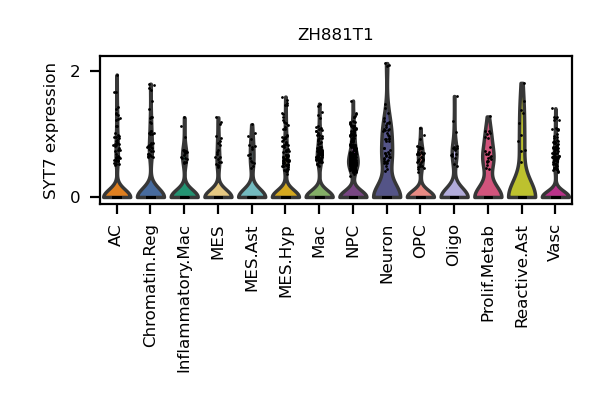 ZH881T1
SYT7 expression
2
0
AC
Chromatin.Reg
Inflammatory.Mac
MES
MES.Ast
MES.Hyp
Mac
NPC
Neuron
OPC
Oligo
Prolif.Metab
Reactive.Ast
Vasc